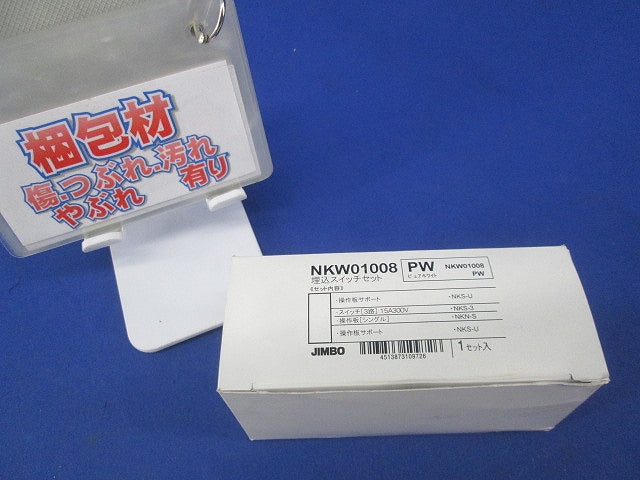 梱包材
傷、つぶれ、汚れ
やぶれ 有り
NKW01008
埋込スイッチセット
PW
ピュアホワイト
NKW01008
PW
《セット内容》
・操作板サポート ・NKS-U
・スイッチ[3路] 15A300V ・NKS-3
・操作板[シングル] ・NKN-S
・操作板サポート ・NKS-U
JIMBO
4513873109726
1セット入